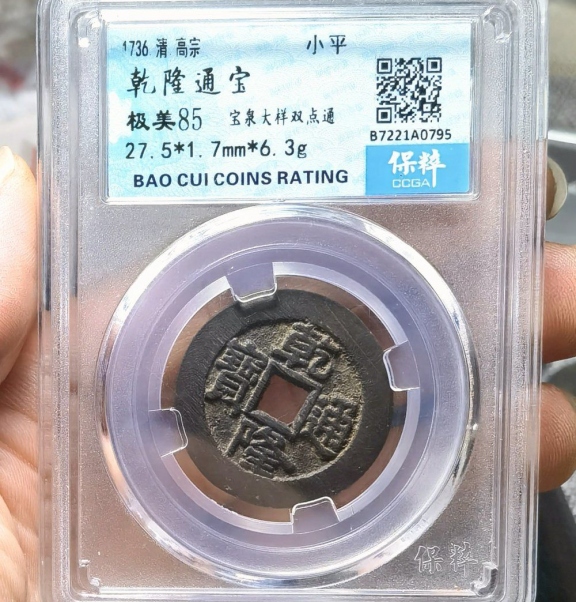 1736 清 高宗 小平
乾隆通宝
极美85 宝泉大样双点通
27.5*1.7mm*6.3g
B7221A0795
BAO CUI COINS RATING
保粹
CCGA
乾隆通寶
保粹